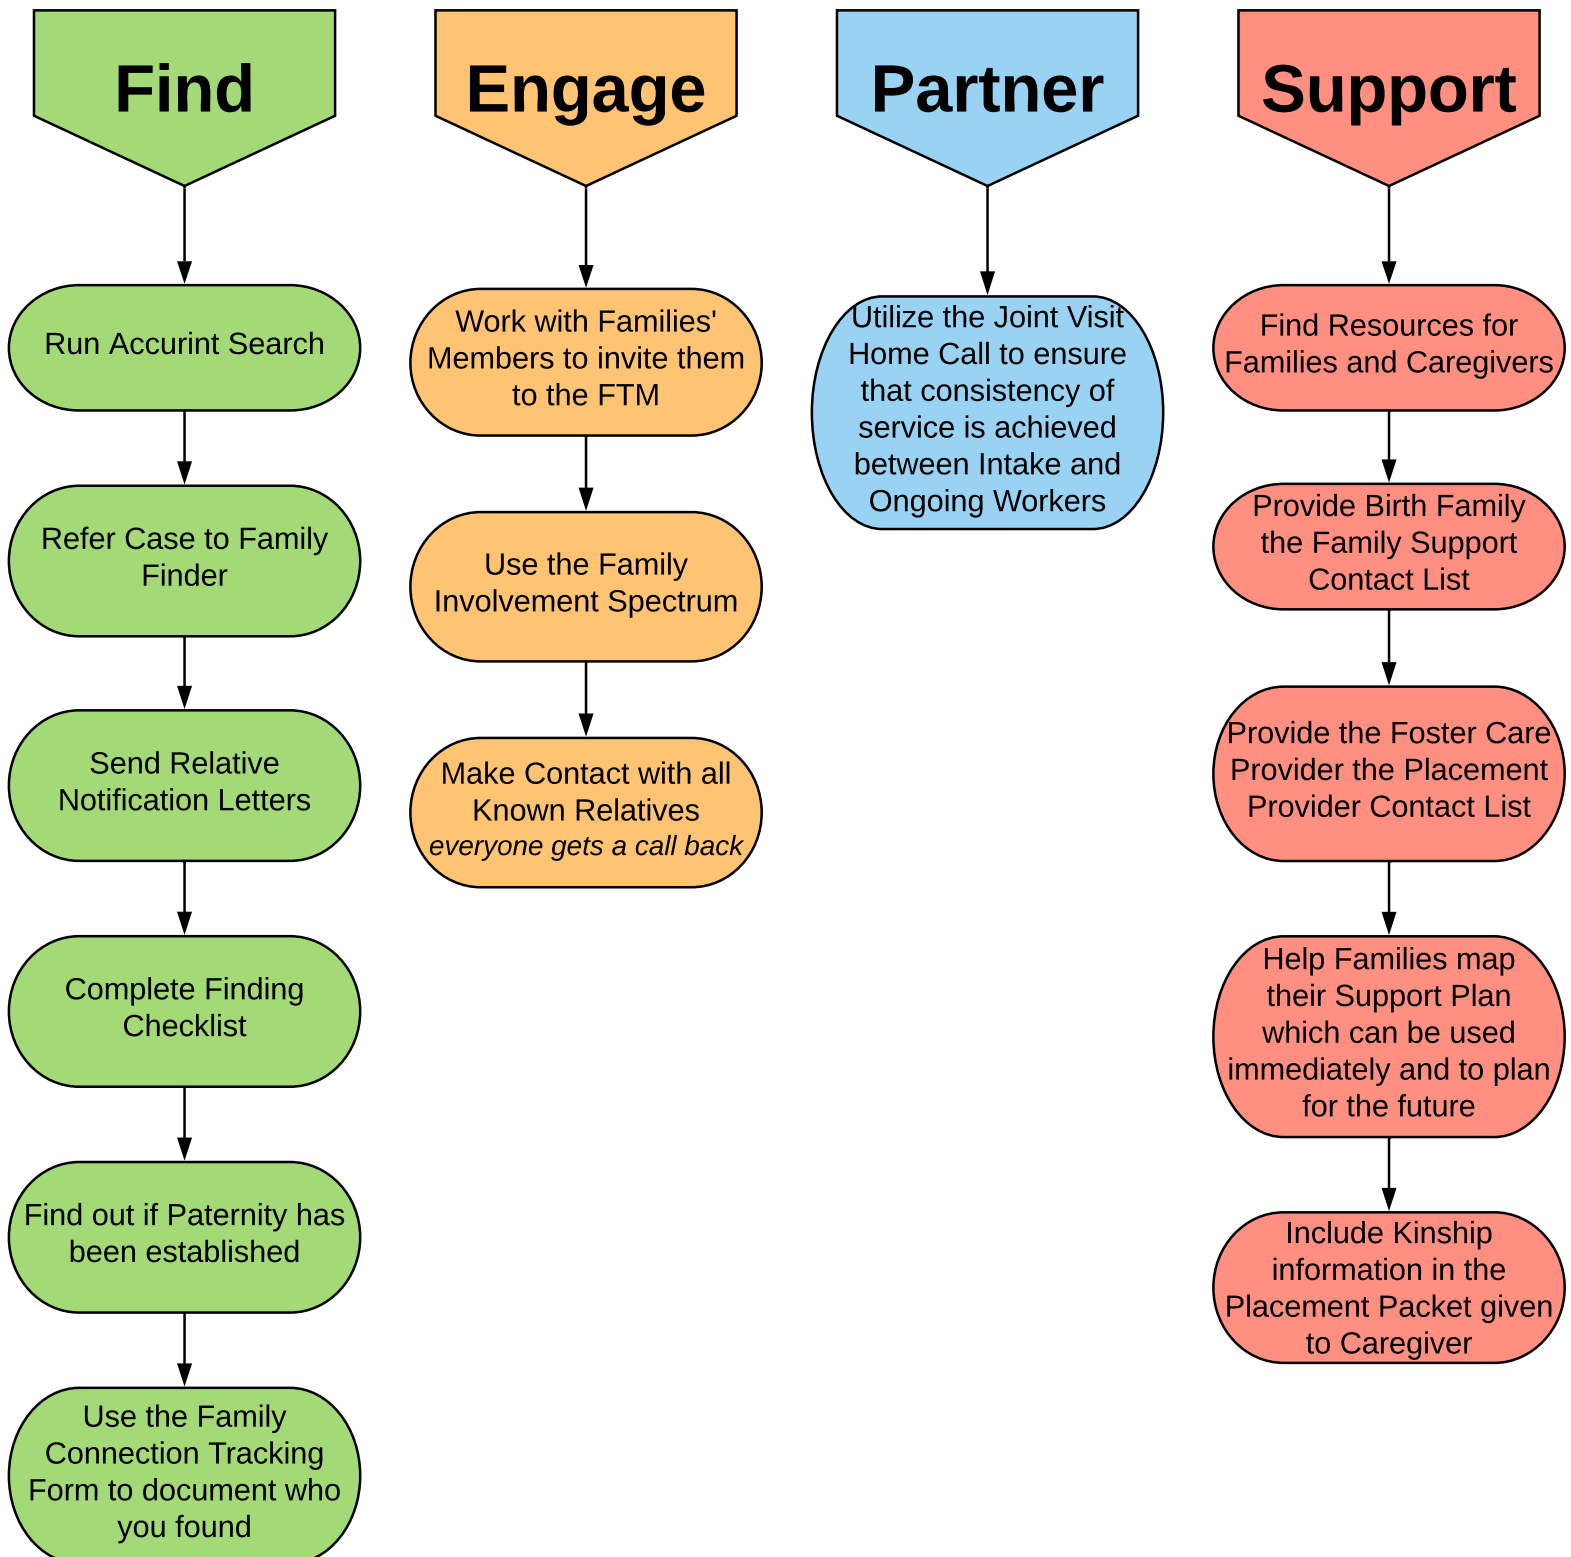 Find
Run Accurint Search
Refer Case to Family
Finder
Send Relative
Notification Letters
Complete Finding
Checklist
Find out if Paternity has
been established
Use the Family
Connection Tracking
Form to document who
you found
Engage
Work with Families'
Members to invite them
to the FTM
Use the Family
Involvement Spectrum
Make Contact with all
Known Relatives
everyone gets a call back
Partner
Utilize the Joint Visit
Home Call to ensure
that consistency of
service is achieved
between Intake and
Ongoing Workers
Support
Find Resources for
Families and Caregivers
Provide Birth Family
the Family Support
Contact List
Provide the Foster Care
Provider the Placement
Provider Contact List
Help Families map
their Support Plan
which can be used
immediately and to plan
for the future
Include Kinship
information in the
Placement Packet given
to Caregiver